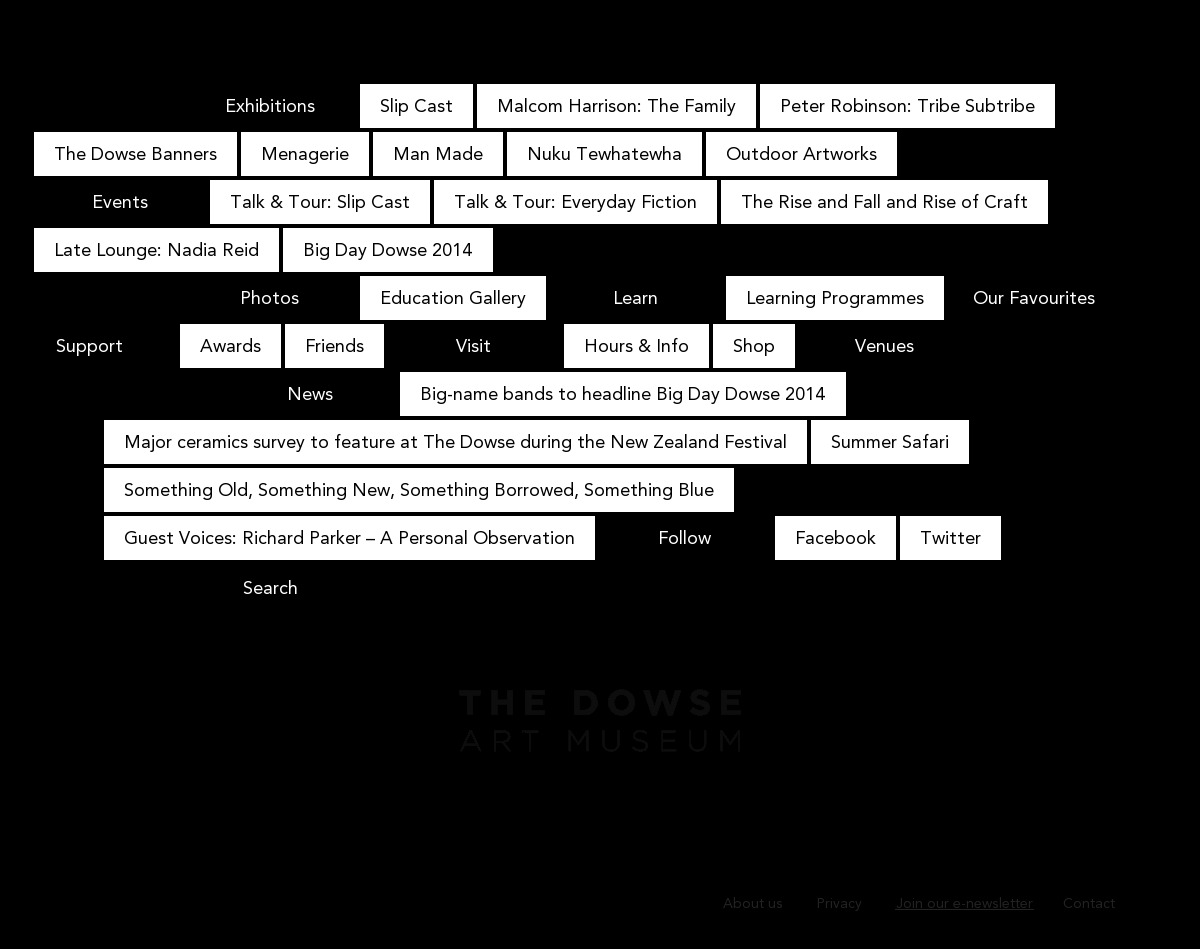 Exhibitions Slip Cast Malcom Harrison: The Family Peter Robinson: Tribe Subtribe
The Dowse Banners Menagerie Man Made Nuku Tewhatewha Outdoor Artworks
Events Talk & Tour: Slip Cast Talk & Tour: Everyday Fiction The Rise and Fall and Rise of Craft
Late Lounge: Nadia Reid Big Day Dowse 2014
Photos Education Gallery Learn Learning Programmes Our Favourites
Support Awards Friends Visit Hours & Info Shop Venues
News Big-name bands to headline Big Day Dowse 2014
Major ceramics survey to feature at The Dowse during the New Zealand Festival Summer Safari
Something Old, Something New, Something Borrowed, Something Blue
Guest Voices: Richard Parker – A Personal Observation Follow Facebook Twitter
Search
THE DOWSE
ART MUSEUM
About us Privacy Join our e-newsletter Contact